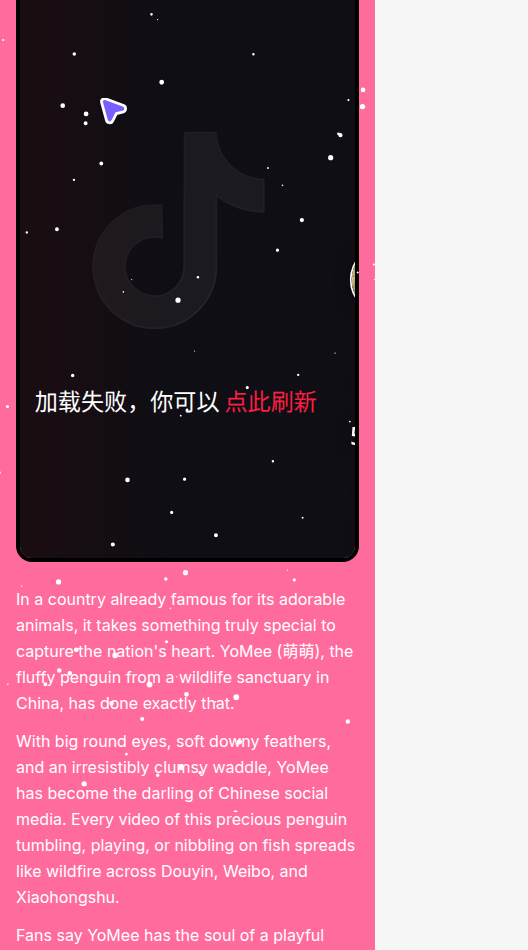 加载失败，你可以 点此刷新
In a country already famous for its adorable
animals, it takes something truly special to
capture the nation's heart. YoMee (萌萌), the
fluffy penguin from a wildlife sanctuary in
China, has done exactly that.
With big round eyes, soft downy feathers,
and an irresistibly clumsy waddle, YoMee
has become the darling of Chinese social
media. Every video of this precious penguin
tumbling, playing, or nibbling on fish spreads
like wildfire across Douyin, Weibo, and
Xiaohongshu.
Fans say YoMee has the soul of a playful